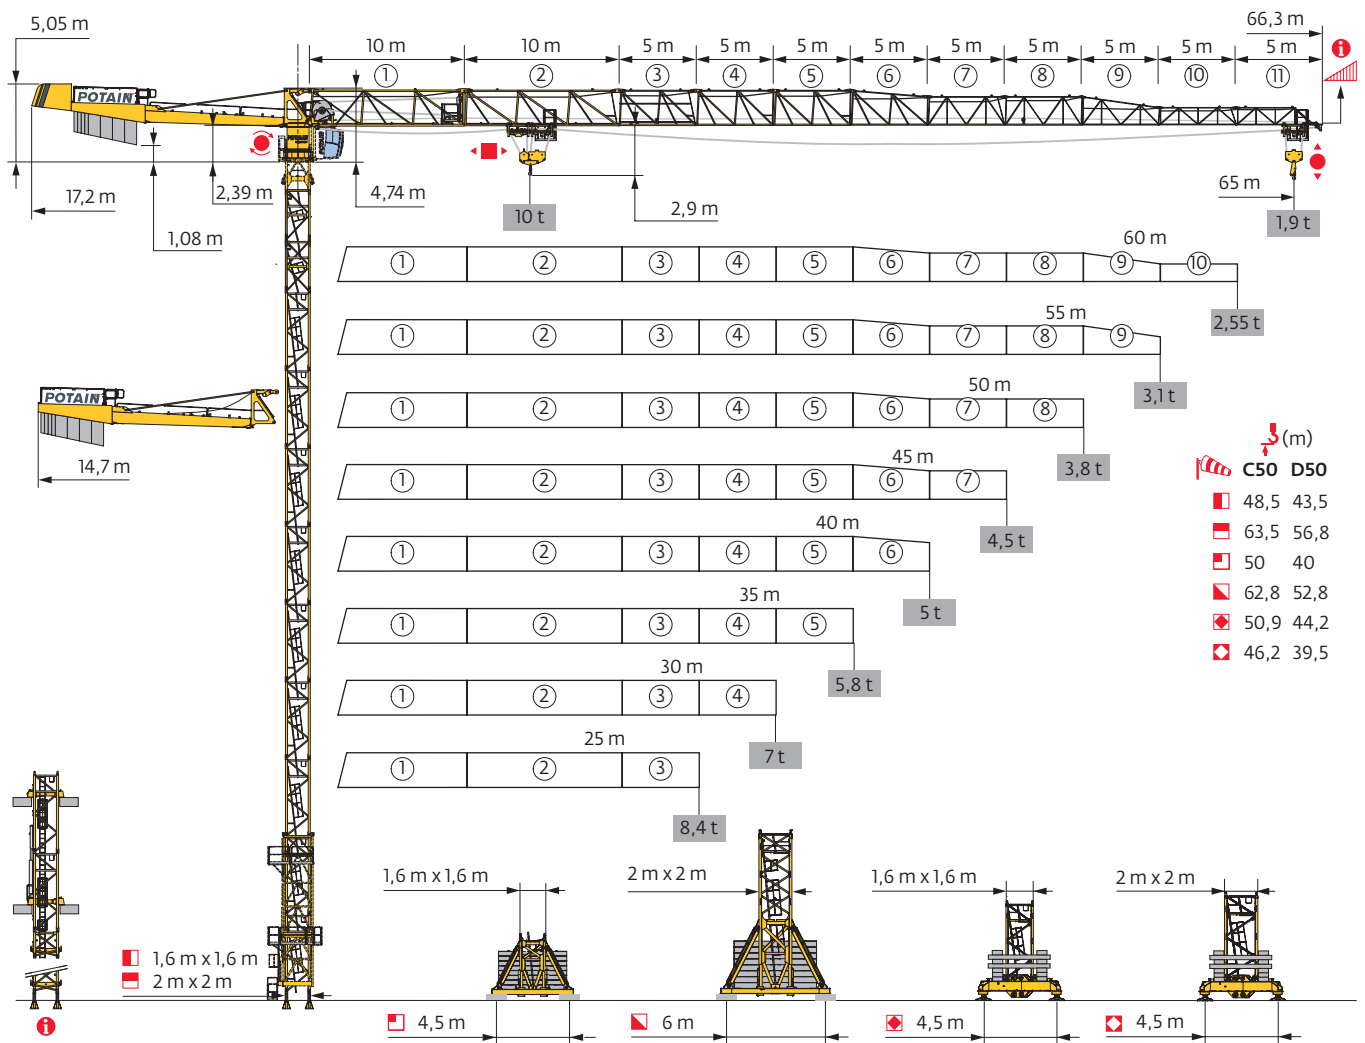 5,05 m
66,3 m
10 m
10 m
5 m
5 m
5 m
5 m
5 m
5 m
5 m
5 m
5 m
i
1
2
3
4
5
6
7
8
9
10
11
POTAIN
17,2 m
2,39 m
1,08 m
4,74 m
10 t
2,9 m
65 m
1,9 t
60 m
1
2
3
4
5
6
7
8
9
10
2,55 t
55 m
1
2
3
4
5
6
7
8
9
3,1 t
POTAIN
14,7 m
50 m
1
2
3
4
5
6
7
8
3,8 t
45 m
1
2
3
4
5
6
7
4,5 t
40 m
1
2
3
4
5
6
5 t
35 m
1
2
3
4
5
5,8 t
30 m
1
2
3
4
7 t
25 m
1
2
3
8,4 t
(m)
C50 D50
48,5 43,5
63,5 56,8
50 40
62,8 52,8
50,9 44,2
46,2 39,5
1,6 m x 1,6 m
2 m x 2 m
1,6 m x 1,6 m
2 m x 2 m
1,6 m x 1,6 m
2 m x 2 m
i
4,5 m
6 m
4,5 m
4,5 m